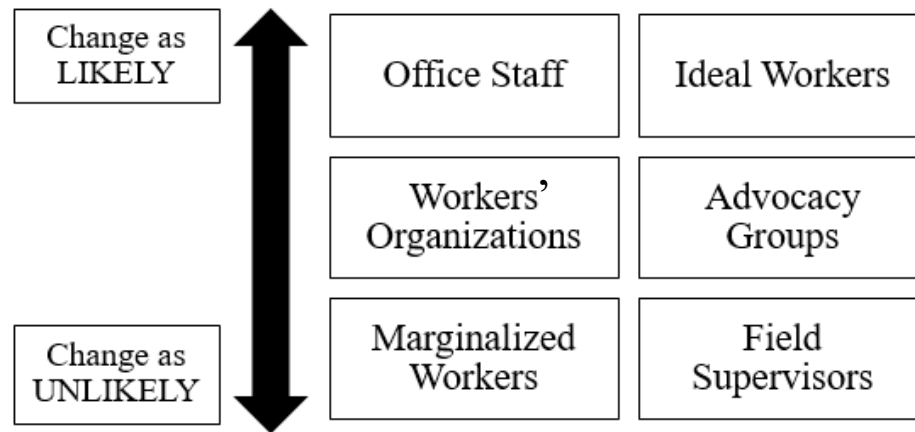 Change as
LIKELY
Office Staff
Ideal Workers
Workers’
Organizations
Advocacy
Groups
Change as
UNLIKELY
Marginalized
Workers
Field
Supervisors